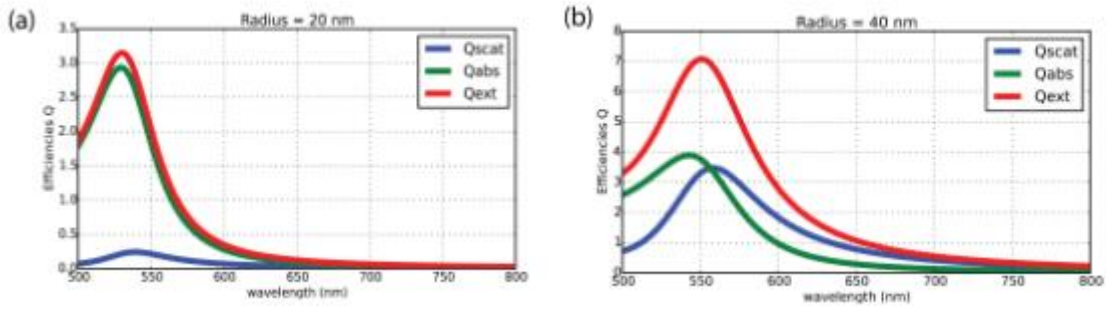 (a)
Radius = 20 nm
3.5
3.0
2.5
2.0
1.5
1.0
0.5
0.0
Efficiencies Q
Qscat
Qabs
Qext
500 550 600 650 700 750 800
wavelength (nm)
(b)
Radius = 40 nm
8
7
6
5
4
3
2
1
0
Efficiencies Q
Qscat
Qabs
Qext
500 550 600 650 700 750 800
wavelength (nm)